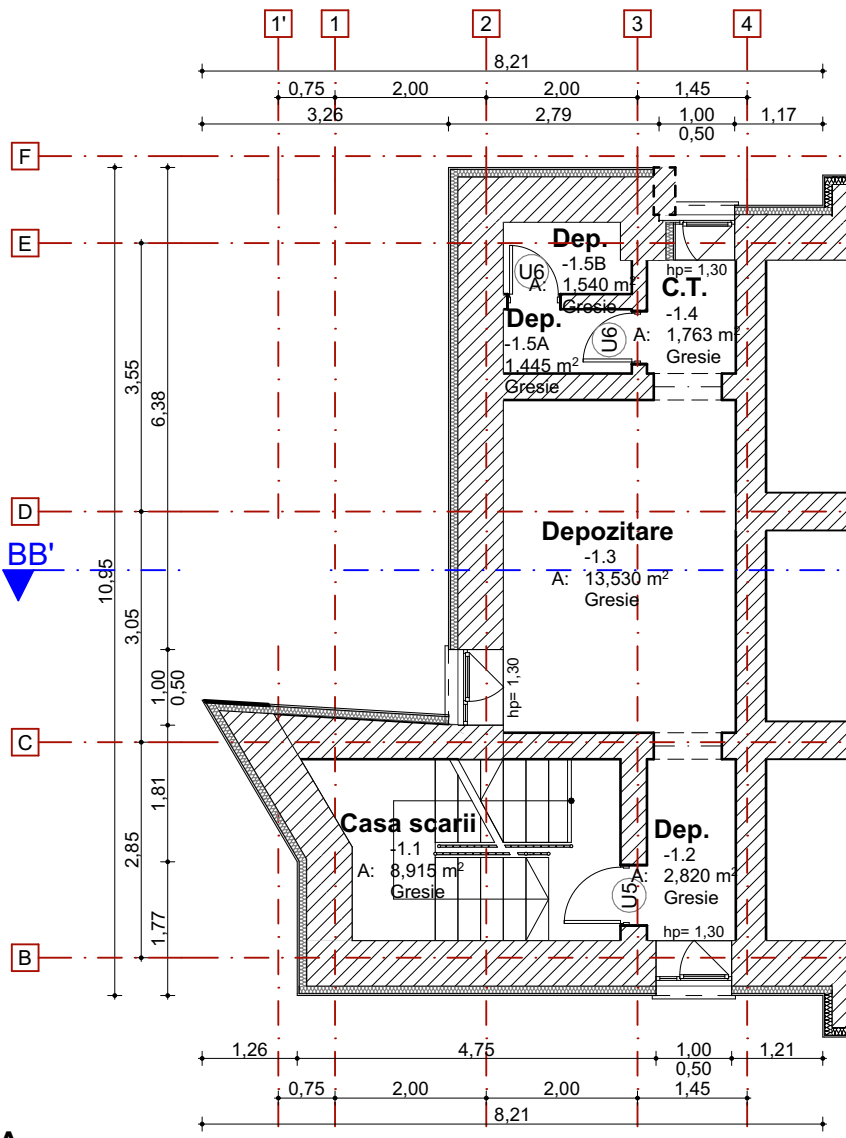 1' 1 2 3 4
8,21
0,75 2,00 2,00 1,45
3,26 2,79 1,00 1,17
0,50
F
E
D
C
B
BB'
10,95
3,55
3,05
2,85
6,38
1,00
0,50
1,81
1,77
Dep.
-1.5B
A: 1,540 m²
Gresie
U6
hp= 1,30
C.T.
-1.4
A: 1,763 m²
Gresie
Dep.
-1.5A
1,445 m²
Gresie
U6
Depozitare
-1.3
A: 13,530 m²
Gresie
hp= 1,30
Casa scarii
-1.1
A: 8,915 m²
Gresie
Dep.
-1.2
A: 2,820 m²
Gresie
U5
hp= 1,30
1,26 4,75 1,00 1,21
0,50
0,75 2,00 2,00 1,45
8,21